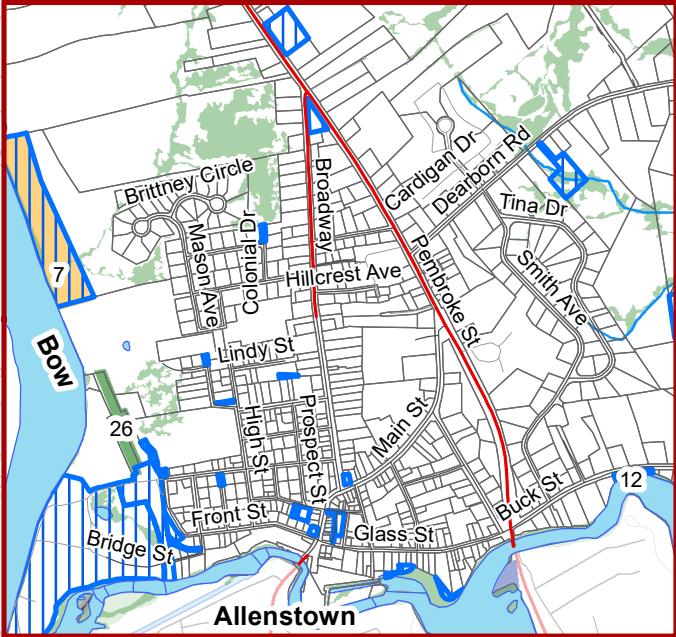 Brittney Circle
Broadway
Cardigan Dr
Dearborn Rd
Tina Dr
Mason Ave
Colonial Dr
Hillcrest Ave
Pembroke St
Smith Ave
7
Bow
Lindy St
26
High St
Prospect St
Main St
Front St
Glass St
Buck St
12
Bridge St
Allenstown